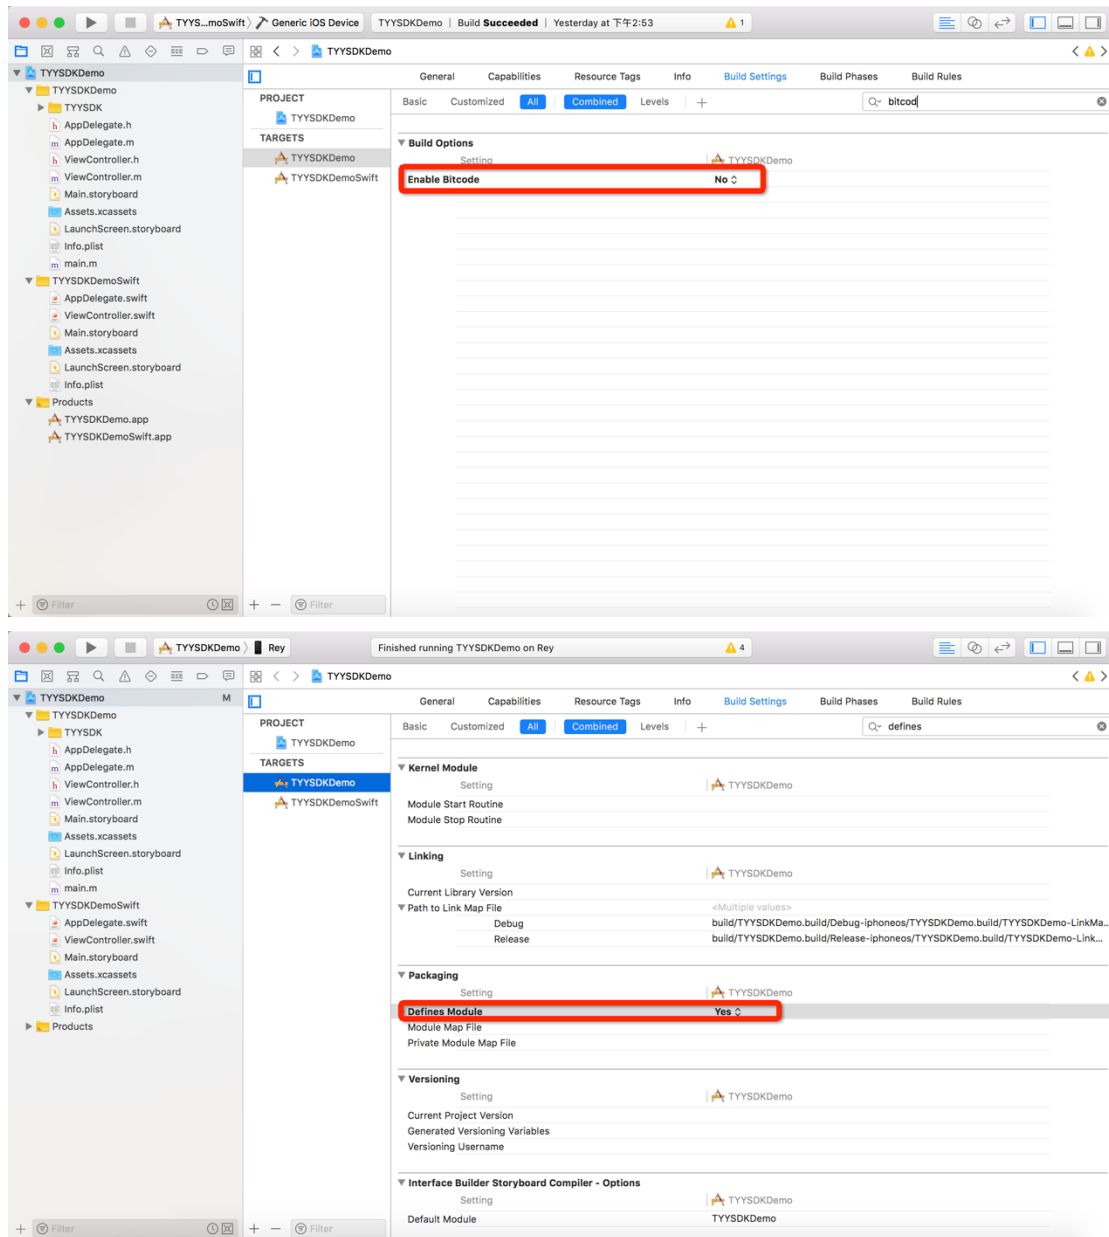 TYYS...moSwift 〉 Generic iOS Device TYYSDKDemo | Build Succeeded | Yesterday at 下午2:53 1
TYYSDKDemo
TYYSDKDemo General Capabilities Resource Tags Info Build Settings Build Phases Build Rules
TYYSDKDemo PROJECT Basic Customized All Combined Levels + bitcod
TYYSDK TYYSDKDemo
AppDelegate.h TARGETS
AppDelegate.m Build Options
ViewController.h TYYSDKDemo Setting TYYSDKDemo
ViewController.m TYYSDKDemoSwift Enable Bitcode No
Main.storyboard
Assets.xcassets
LaunchScreen.storyboard
Info.plist
main.m
TYYSDKDemoSwift
AppDelegate.swift
ViewController.swift
Main.storyboard
Assets.xcassets
LaunchScreen.storyboard
Info.plist
Products
TYYSDKDemo.app
TYYSDKDemoSwift.app
+ Filter + − Filter
TYYSDKDemo 〉 Rey Finished running TYYSDKDemo on Rey 4
TYYSDKDemo
TYYSDKDemo M General Capabilities Resource Tags Info Build Settings Build Phases Build Rules
TYYSDKDemo PROJECT Basic Customized All Combined Levels + defines
TYYSDK TYYSDKDemo
AppDelegate.h TARGETS
AppDelegate.m Kernel Module
ViewController.h TYYSDKDemo Setting TYYSDKDemo
ViewController.m TYYSDKDemoSwift Module Start Routine
Main.storyboard Module Stop Routine
Assets.xcassets
LaunchScreen.storyboard Linking
Info.plist Setting TYYSDKDemo
main.m Current Library Version
TYYSDKDemoSwift Path to Link Map File <Multiple values>
AppDelegate.swift Debug build/TYYSDKDemo.build/Debug-iphoneos/TYYSDKDemo.build/TYYSDKDemo-LinkMa...
ViewController.swift Release build/TYYSDKDemo.build/Release-iphoneos/TYYSDKDemo.build/TYYSDKDemo-Link...
Main.storyboard
Assets.xcassets Packaging
LaunchScreen.storyboard Setting TYYSDKDemo
Info.plist Defines Module Yes
Products Module Map File
Private Module Map File
Versioning
Setting TYYSDKDemo
Current Project Version
Generated Versioning Variables
Versioning Username
Interface Builder Storyboard Compiler - Options
Setting TYYSDKDemo
Default Module TYYSDKDemo
+ Filter + − Filter